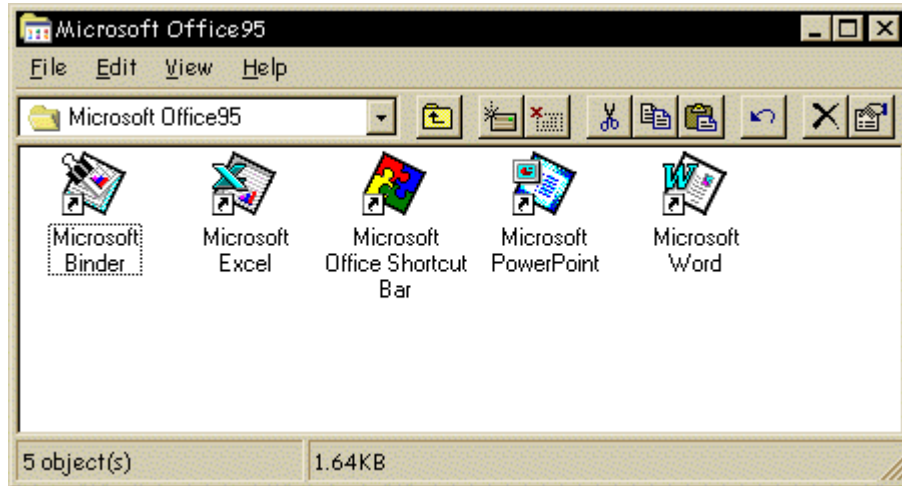 Microsoft Office95
File Edit View Help
Microsoft Office95
Microsoft Binder
Microsoft Excel
Microsoft Office Shortcut Bar
Microsoft PowerPoint
Microsoft Word
5 object(s) 1.64KB